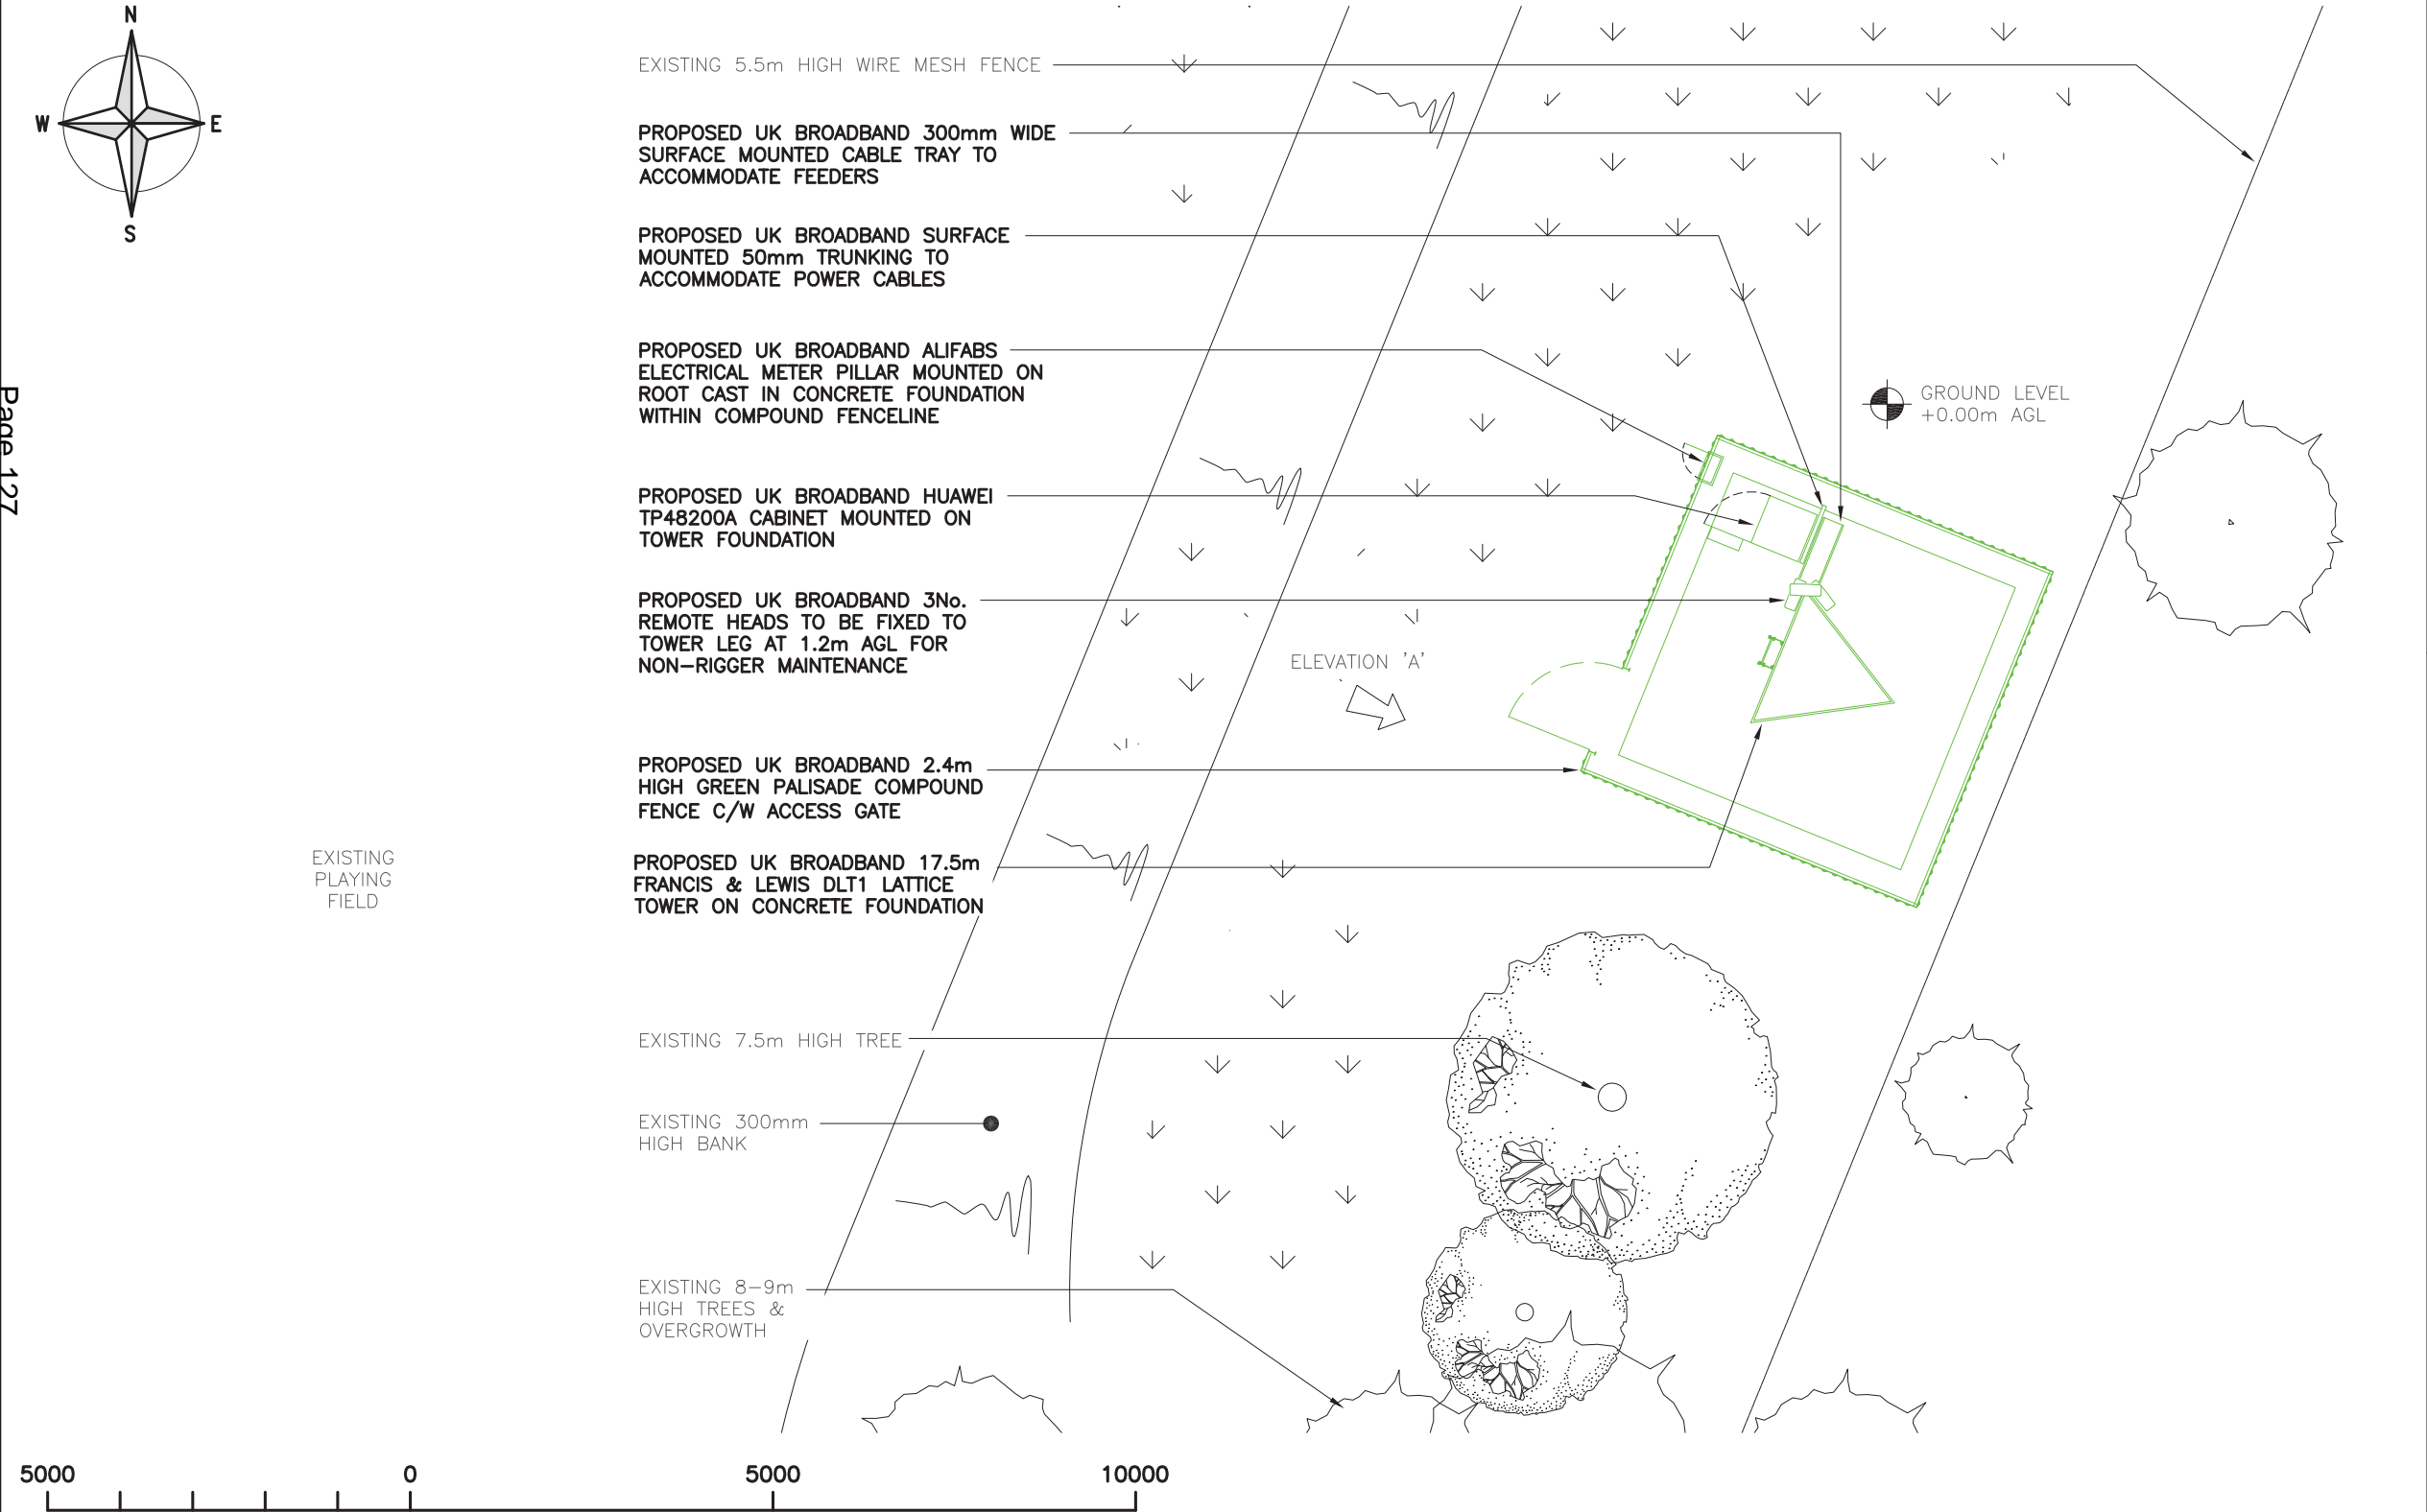 N
W
E
S
EXISTING 5.5m HIGH WIRE MESH FENCE
PROPOSED UK BROADBAND 300mm WIDE
SURFACE MOUNTED CABLE TRAY TO
ACCOMMODATE FEEDERS
PROPOSED UK BROADBAND SURFACE
MOUNTED 50mm TRUNKING TO
ACCOMMODATE POWER CABLES
PROPOSED UK BROADBAND ALIFABS
ELECTRICAL METER PILLAR MOUNTED ON
ROOT CAST IN CONCRETE FOUNDATION
WITHIN COMPOUND FENCELINE
GROUND LEVEL
+0.00m AGL
Page 127
PROPOSED UK BROADBAND HUAWEI
TP48200A CABINET MOUNTED ON
TOWER FOUNDATION
PROPOSED UK BROADBAND 3No.
REMOTE HEADS TO BE FIXED TO
TOWER LEG AT 1.2m AGL FOR
NON-RIGGER MAINTENANCE
ELEVATION 'A'
PROPOSED UK BROADBAND 2.4m
HIGH GREEN PALISADE COMPOUND
FENCE C/W ACCESS GATE
EXISTING
PLAYING
FIELD
PROPOSED UK BROADBAND 17.5m
FRANCIS & LEWIS DLT1 LATTICE
TOWER ON CONCRETE FOUNDATION
EXISTING 7.5m HIGH TREE
EXISTING 300mm
HIGH BANK
EXISTING 8-9m
HIGH TREES &
OVERGROWTH
5000 0 5000 10000